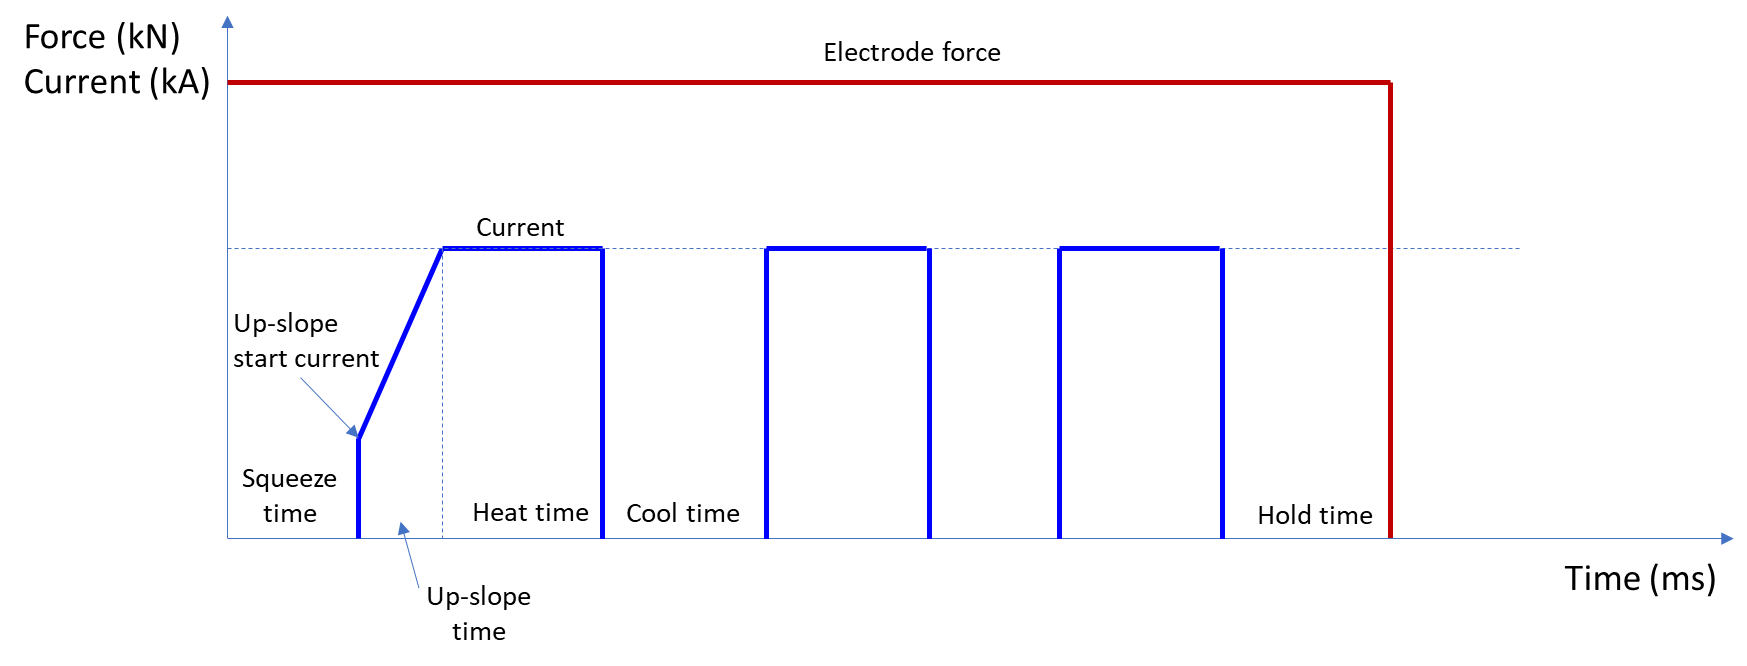 Force (kN)
Current (kA)
Electrode force
Current
Up-slope
start current
Squeeze
time
Heat time
Cool time
Hold time
Up-slope
time
Time (ms)